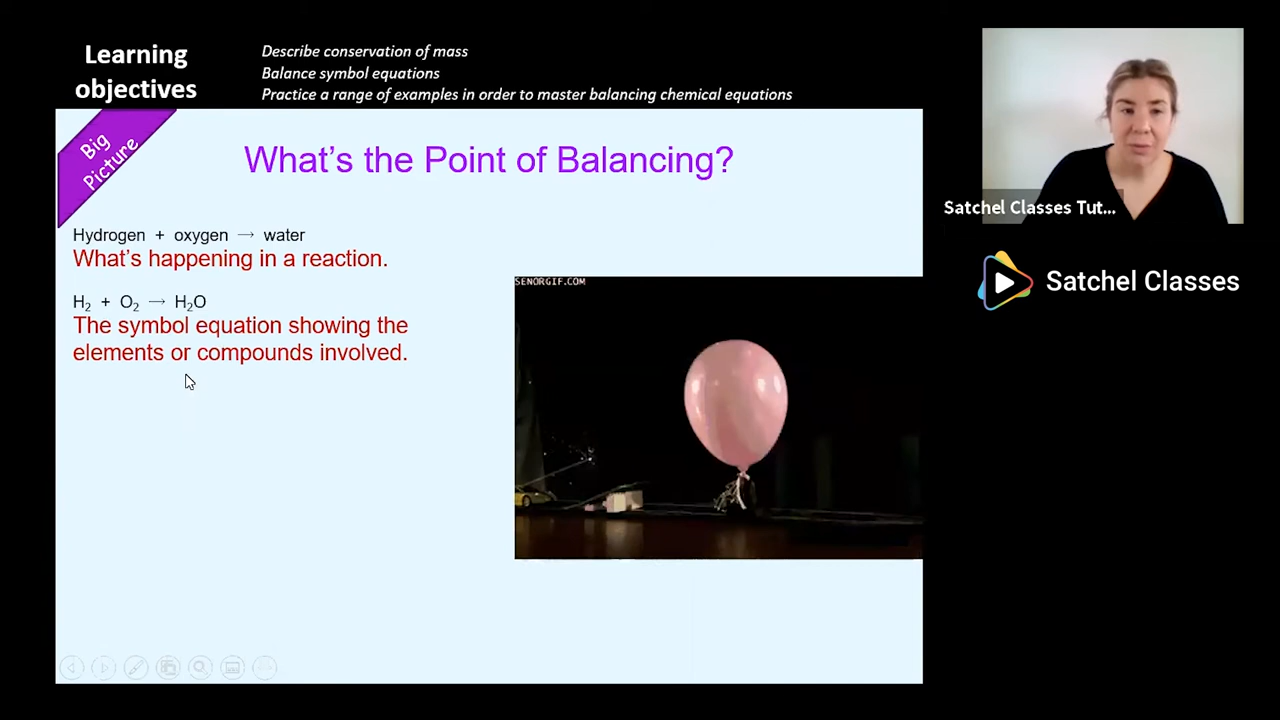 Learning
objectives
Describe conservation of mass
Balance symbol equations
Practice a range of examples in order to master balancing chemical equations
Big
Picture
What's the Point of Balancing?
Hydrogen + oxygen → water
What's happening in a reaction.
H₂ + O₂ → H₂O
The symbol equation showing the
elements or compounds involved.
SENORGIF.COM
Satchel Classes Tut...
Satchel Classes